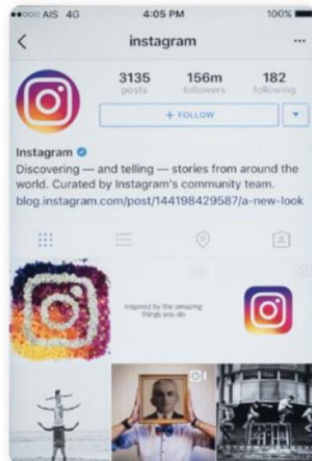 AIS 4G 4:05 PM 100%
instagram
3135 156m 182
posts followers following
+ FOLLOW
Instagram
Discovering — and telling — stories from around the
world. Curated by Instagram's community team.
blog.instagram.com/post/144198429587/a-new-look
inspired by the amazing
things you do